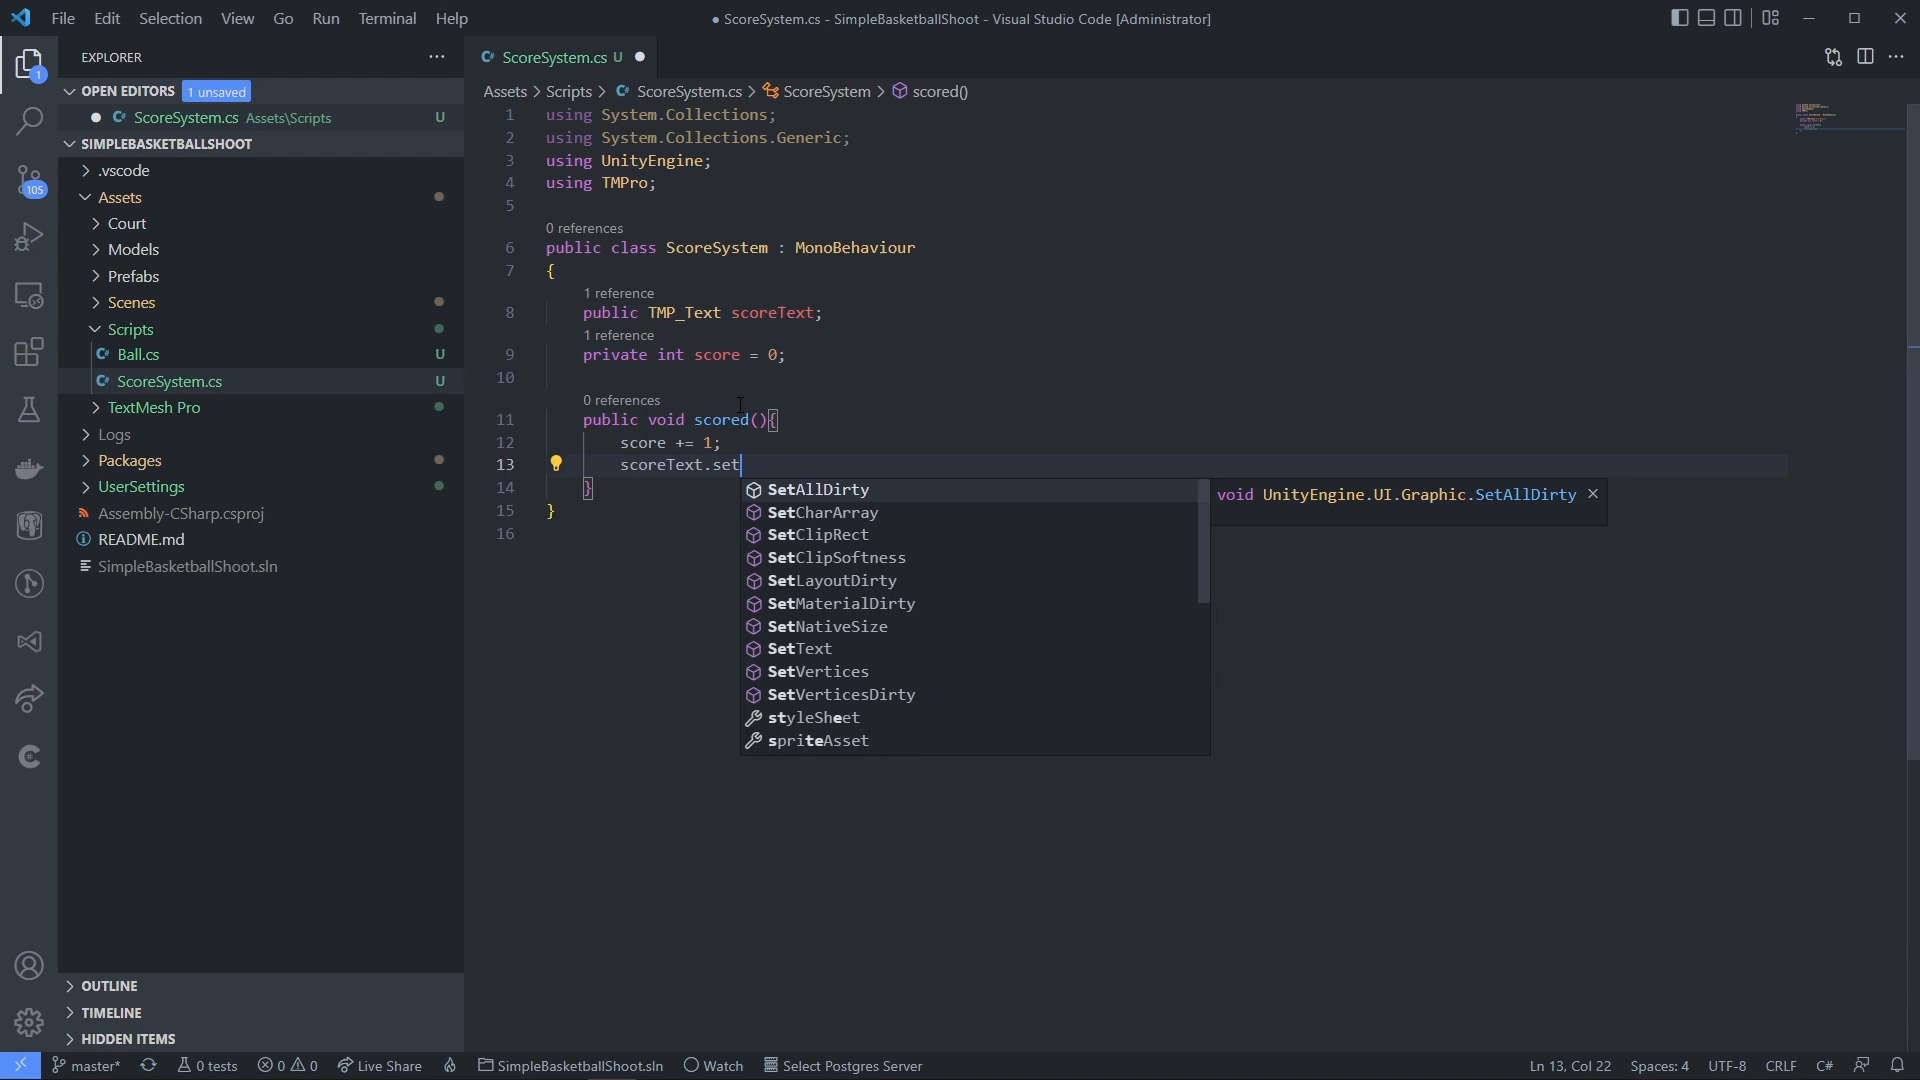 File Edit Selection View Go Run Terminal Help
● ScoreSystem.cs - SimpleBasketballShoot - Visual Studio Code [Administrator]
EXPLORER
1
OPEN EDITORS 1 unsaved
ScoreSystem.cs Assets\Scripts U
SIMPLEBASKETBALLSHOOT
.vscode
Assets
105
Court
Models
Prefabs
Scenes
Scripts
Ball.cs U
ScoreSystem.cs U
TextMesh Pro
Logs
Packages
UserSettings
Assembly-CSharp.csproj
README.md
SimpleBasketballShoot.sln
OUTLINE
TIMELINE
HIDDEN ITEMS
ScoreSystem.cs U
Assets > Scripts > ScoreSystem.cs > ScoreSystem > scored()
1 using System.Collections;
2 using System.Collections.Generic;
3 using UnityEngine;
4 using TMPro;
5
0 references
6 public class ScoreSystem : MonoBehaviour
7 {
1 reference
8 public TMP_Text scoreText;
1 reference
9 private int score = 0;
10
0 references
11 public void scored(){
12 score += 1;
13 scoreText.set
14 }
15 }
16
SetAllDirty
SetCharArray
SetClipRect
SetClipSoftness
SetLayoutDirty
SetMaterialDirty
SetNativeSize
SetText
SetVertices
SetVerticesDirty
styleSheet
spriteAsset
void UnityEngine.UI.Graphic.SetAllDirty
master* 0 tests 0 0 Live Share SimpleBasketballShoot.sln Watch Select Postgres Server Ln 13, Col 22 Spaces: 4 UTF-8 CRLF C#